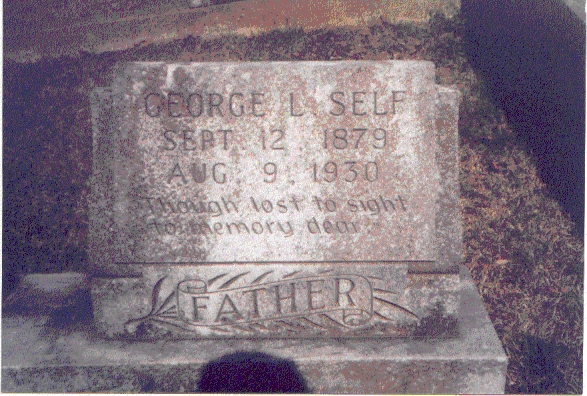 GEORGE L. SELF
SEPT. 12 1879
AUG. 9. 1930
Though lost to sight
to memory dear.
FATHER